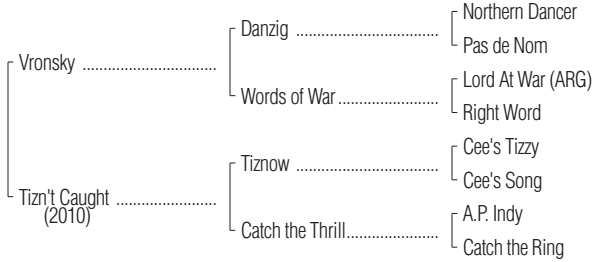 Northern Dancer
Danzig ..................................
Pas de Nom
Vronsky ................................
Lord At War (ARG)
Words of War........................
Right Word
Cee's Tizzy
Tiznow ..................................
Cee's Song
Tizn't Caught ........................
(2010)
A.P. Indy
Catch the Thrill......................
Catch the Ring